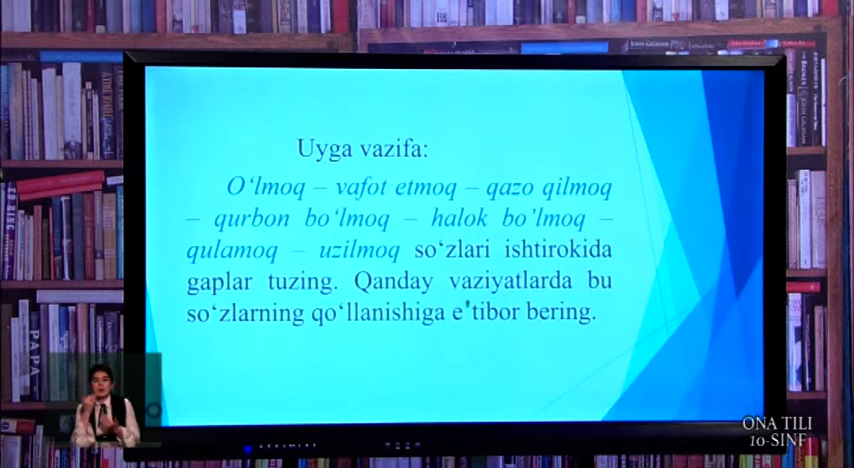 Uyga vazifa:
O‘lmoq – vafot etmoq – qazo qilmoq
– qurbon bo‘lmoq – halok bo’lmoq –
qulamoq – uzilmoq so‘zlari ishtirokida
gaplar tuzing. Qanday vaziyatlarda bu
so‘zlarning qo‘llanishiga e'tibor bering.
PAPA
ONA TILI
10-SINF